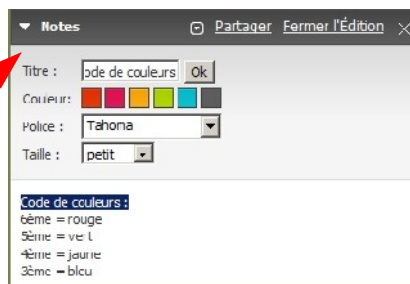 Notes Partager Fermer l'Édition
Titre : ode de couleurs Ok
Couleur:
Police : Tahoma
Taille : petit
Code de couleurs :
6ème = rouge
5ème = vert
4ème = jaune
3ème = bleu